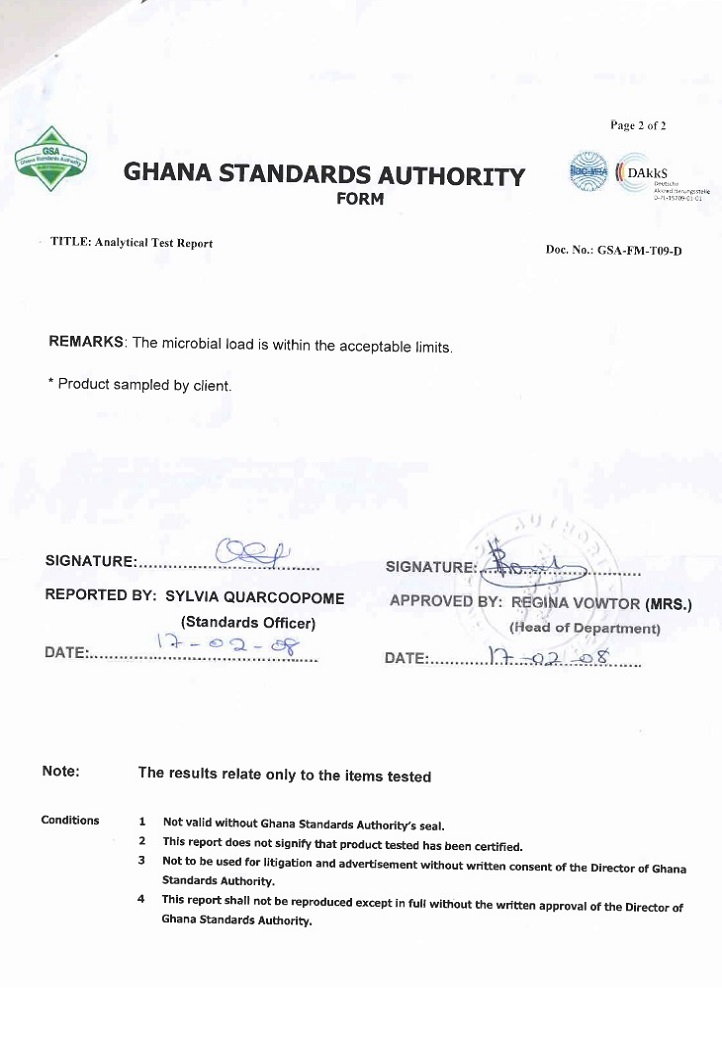 Page 2 of 2
GSA
Ghana Standards Authority
GHANA STANDARDS AUTHORITY
FORM
DAkkS
Deutsche
Akkreditierungsstelle
TITLE: Analytical Test Report
Doc. No.: GSA-FM-T09-D
REMARKS: The microbial load is within the acceptable limits.
* Product sampled by client.
AUTHORITY
SIGNATURE:
SIGNATURE:
REPORTED BY: SYLVIA QUARCOOPOME
APPROVED BY: REGINA VOWTOR (MRS.)
(Standards Officer)
(Head of Department)
DATE: 17-02-08
DATE: 17-02-08
Note: The results relate only to the items tested
Conditions 1 Not valid without Ghana Standards Authority's seal.
2 This report does not signify that product tested has been certified.
3 Not to be used for litigation and advertisement without written consent of the Director of Ghana
Standards Authority.
4 This report shall not be reproduced except in full without the written approval of the Director of
Ghana Standards Authority.